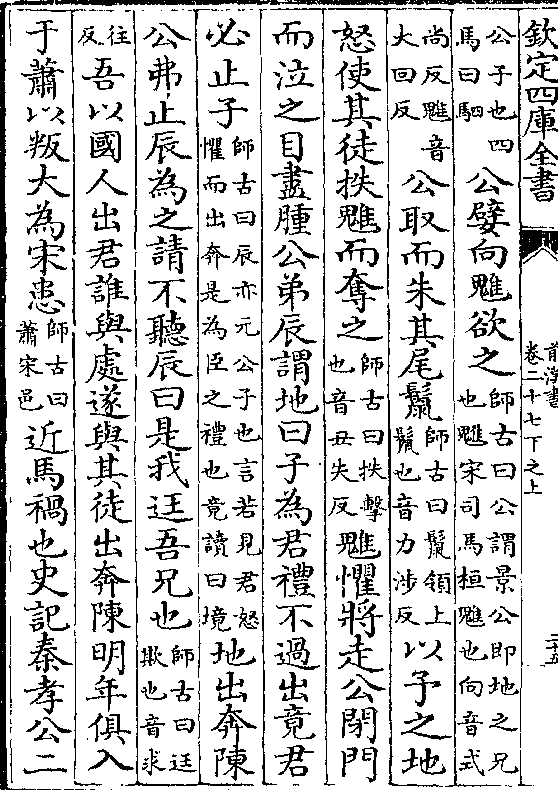 欽定四庫全書
前漢書
卷二十七下之上
公子也四馬曰駟公嬖向魋欲之師古曰公謂景公即地之兄也魋宋司馬桓魋也向音式
尚反魋音大回反公取而朱其尾鬛師古曰鬛領上鬛也音力涉反以予之地
怒使其徒抶魋而奪之師古曰抶擊也音丑失反魋懼將走公閉門
而泣之目盡腫公弟辰謂地曰子為君禮不過出竟君
必止子師古曰辰亦元公子也言若見君怒懼而出奔是為臣之禮也竟讀曰境地出奔陳
公弗止辰為之請不聽辰曰是我迋吾兄也師古曰迋欺也音求
往反吾以國人出君誰與處遂與其徒出奔陳明年俱入
于蕭以叛大為宋患師古曰蕭宋邑近馬禍也史記秦孝公二